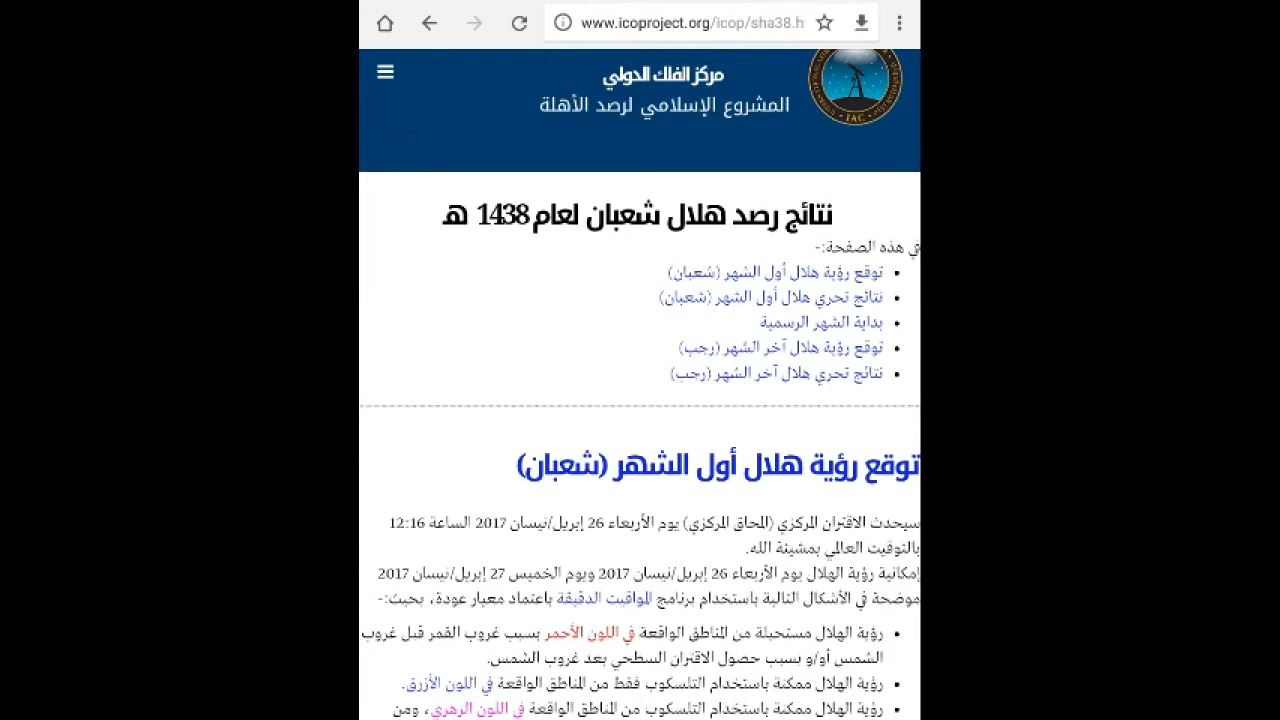 www.icoproject.org/icop/sha38.h
مركز الفلك الدولي
المشروع الإسلامي لرصد الأهلة
IAC
نتائج رصد هلال شعبان لعام 1438 هـ
في هذه الصفحة:-
توقع رؤية هلال أول الشهر (شعبان)
نتائج تحري هلال أول الشهر (شعبان)
بداية الشهر الرسمية
توقع رؤية هلال آخر الشهر (رجب)
نتائج تحري هلال آخر الشهر (رجب)
توقع رؤية هلال أول الشهر (شعبان)
سيحدث الاقتران المركزي (المحاق المركزي) يوم الأربعاء 26 إبريل/نيسان 2017 الساعة 12:16
بالتوقيت العالمي بمشيئة الله.
إمكانية رؤية الهلال يوم الأربعاء 26 إبريل/نيسان 2017 ويوم الخميس 27 إبريل/نيسان 2017
موضحة في الأشكال التالية باستخدام برنامج المواقيت الدقيقة باعتماد معيار عودة، بحيث:-
رؤية الهلال مستحيلة من المناطق الواقعة في اللون الأحمر بسبب غروب القمر قبل غروب
الشمس أو/و بسبب حصول الاقتران السطحي بعد غروب الشمس.
رؤية الهلال ممكنة باستخدام التلسكوب فقط من المناطق الواقعة في اللون الأزرق.
رؤية الهلال ممكنة باستخدام التلسكوب من المناطق الواقعة في اللون الزهري، ومن